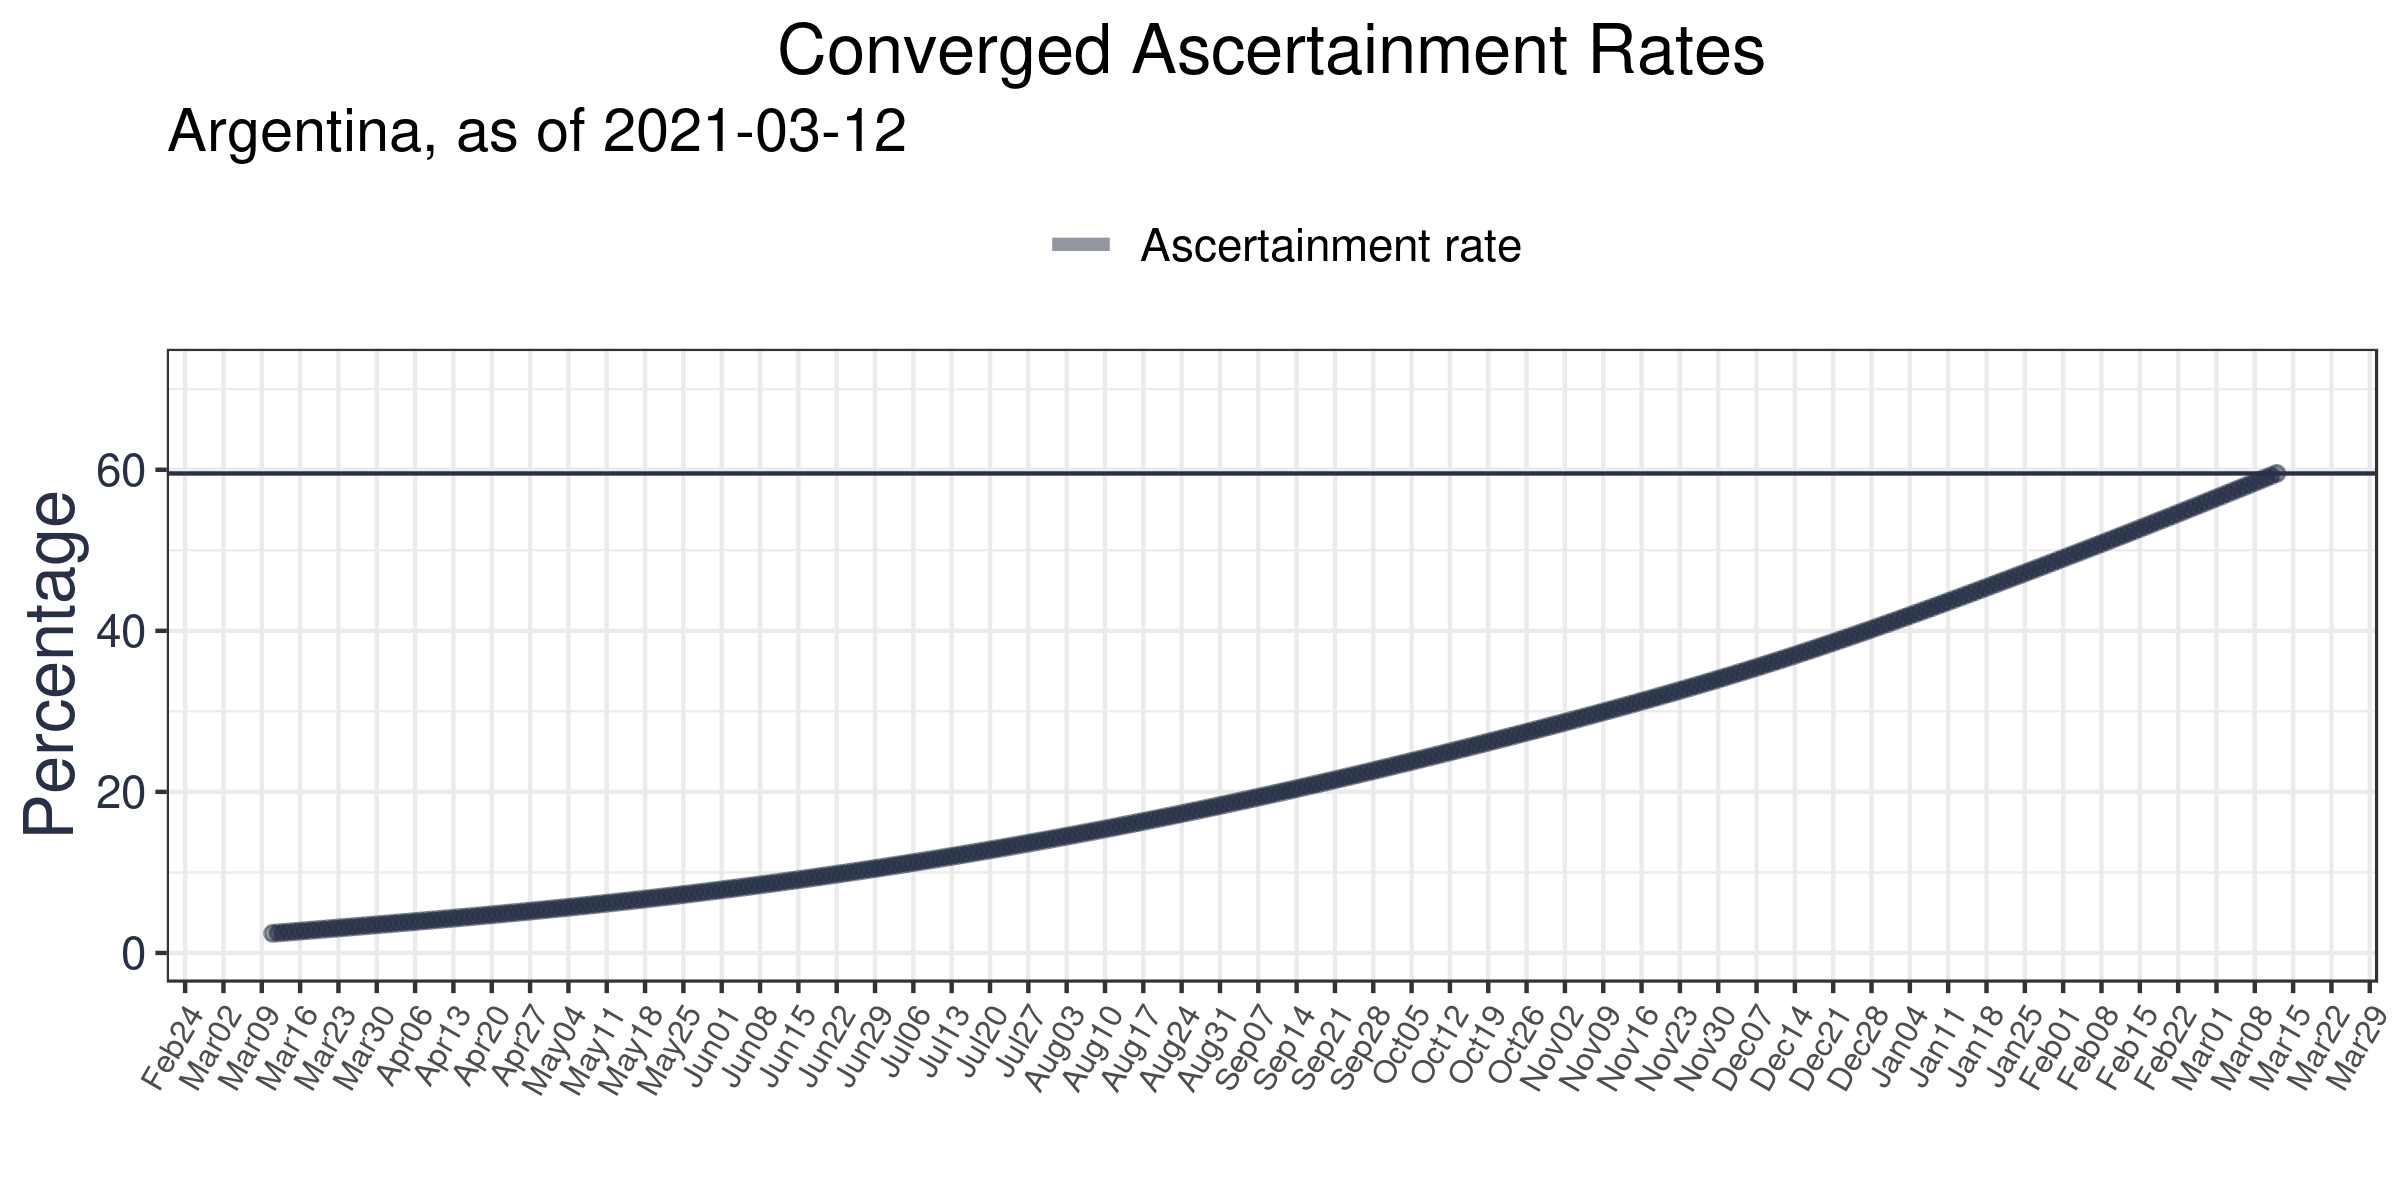 Converged Ascertainment Rates
Argentina, as of 2021-03-12
Ascertainment rate
Percentage
60
40
20
0
Feb24 Mar02 Mar09 Mar16 Mar23 Mar30 Apr06 Apr13 Apr20 Apr27 May04 May11 May18 May25 Jun01 Jun08 Jun15 Jun22 Jun29 Jul06 Jul13 Jul20 Jul27 Aug03 Aug10 Aug17 Aug24 Aug31 Sep07 Sep14 Sep21 Sep28 Oct05 Oct12 Oct19 Oct26 Nov02 Nov09 Nov16 Nov23 Nov30 Dec07 Dec14 Dec21 Dec28 Jan04 Jan11 Jan18 Jan25 Feb01 Feb08 Feb15 Feb22 Mar01 Mar08 Mar15 Mar22 Mar29